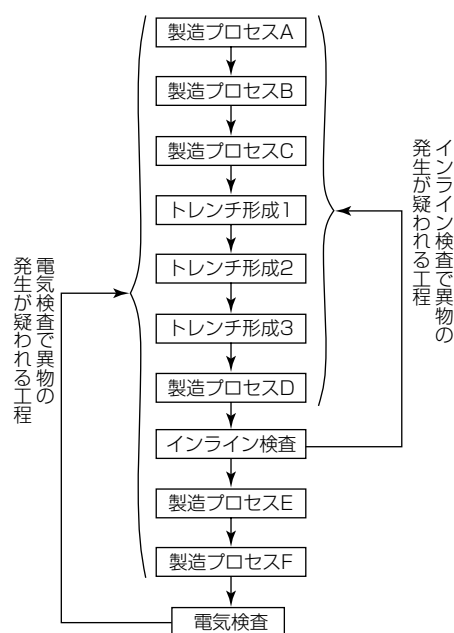 製造プロセスA
製造プロセスB
製造プロセスC
トレンチ形成1
トレンチ形成2
トレンチ形成3
製造プロセスD
インライン検査
製造プロセスE
製造プロセスF
電気検査
インライン検査で異物の
発生が疑われる工程
電気検査で異物の
発生が疑われる工程